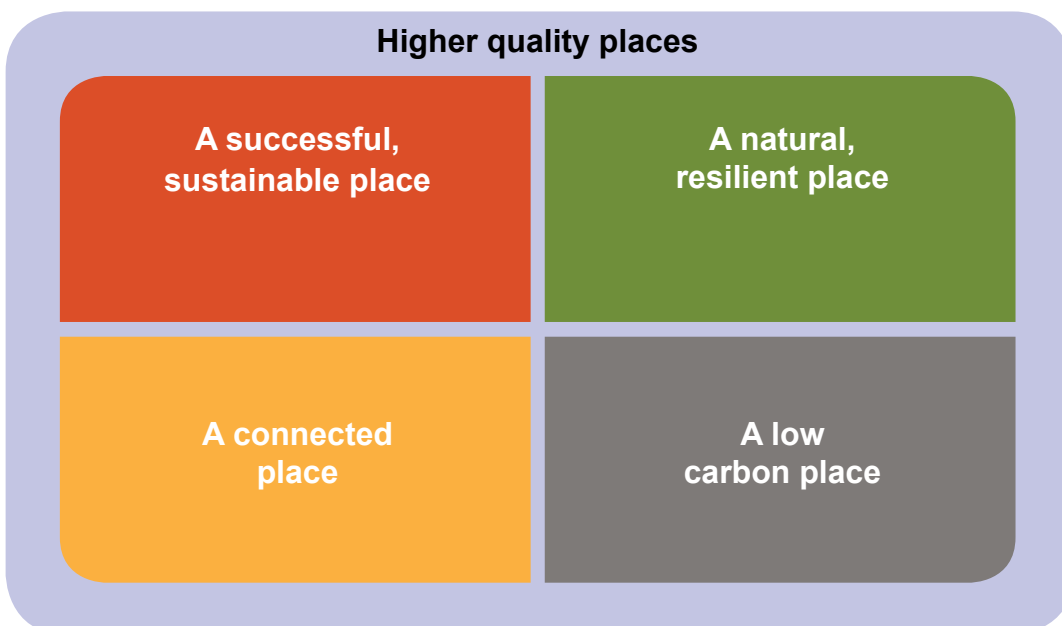 Higher quality places
A successful,
sustainable place
A natural,
resilient place
A connected
place
A low
carbon place